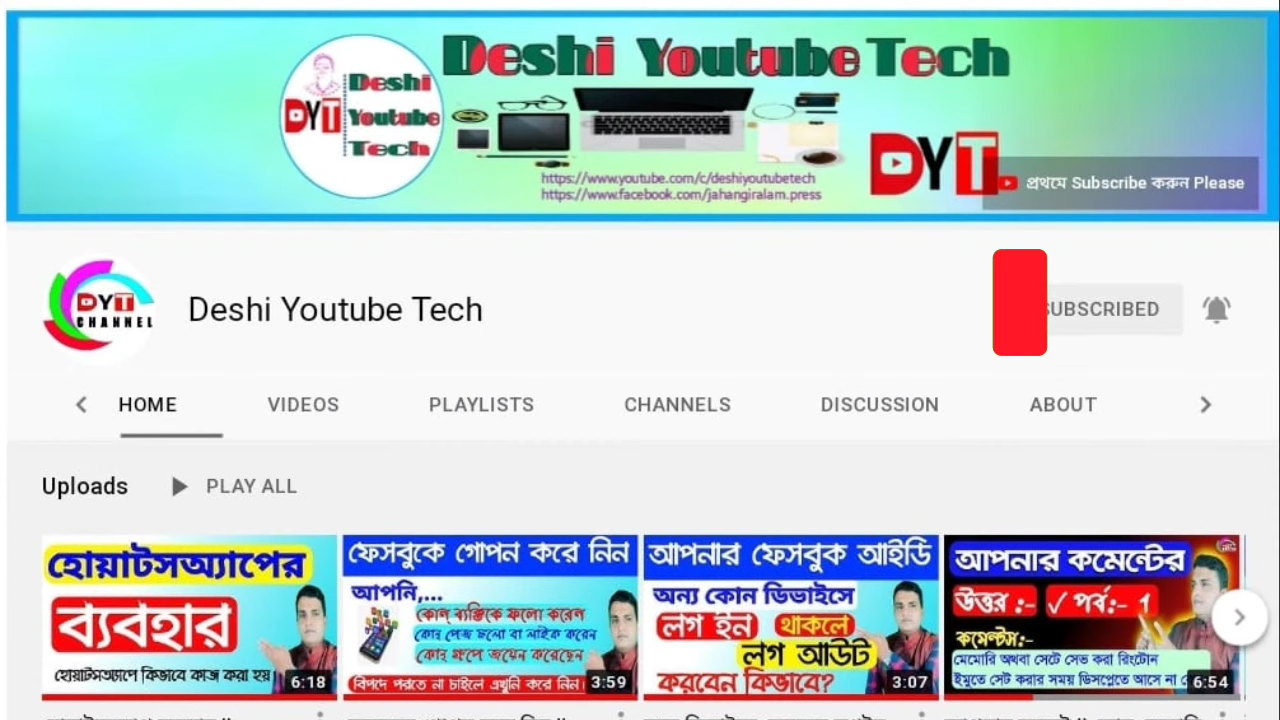 Deshi Youtube Tech
Deshi
DYT Youtube
Tech
https://www.youtube.com/c/deshiyoutubetech
https://www.facebook.com/jahangiralam.press
DYT
প্রথমে Subscribe করুন Please
DYT
CHANNEL
Deshi Youtube Tech
SUBSCRIBED
HOME VIDEOS PLAYLISTS CHANNELS DISCUSSION ABOUT
Uploads PLAY ALL
হোয়াটসঅ্যাপের
ব্যবহার
হোয়াটসঅ্যাপে কিভাবে কাজ করা হয়
6:18
ফেসবুকে গোপন করে নিন
আপনি,...
কোন ব্যক্তিকে ফলো করেন
কোন পেজ ফলো বা লাইক করেন
কোন গ্রুপে জয়েন করেছেন
বিপদে পরতে না চাইলে এখুনি করে নিন।
3:59
আপনার ফেসবুক আইডি
অন্য কোন ডিভাইসে
লগ ইন থাকলে
লগ আউট
করবেন কিভাবে?
3:07
আপনার কমেন্টের
উত্তর :- ✓ পর্ব:- 1
কমেন্টস:-
মেমোরি অথবা সেটে সেভ করা রিংটোন
ইমুতে সেট করার সময় ডিসপ্লেতে আসে না
6:54